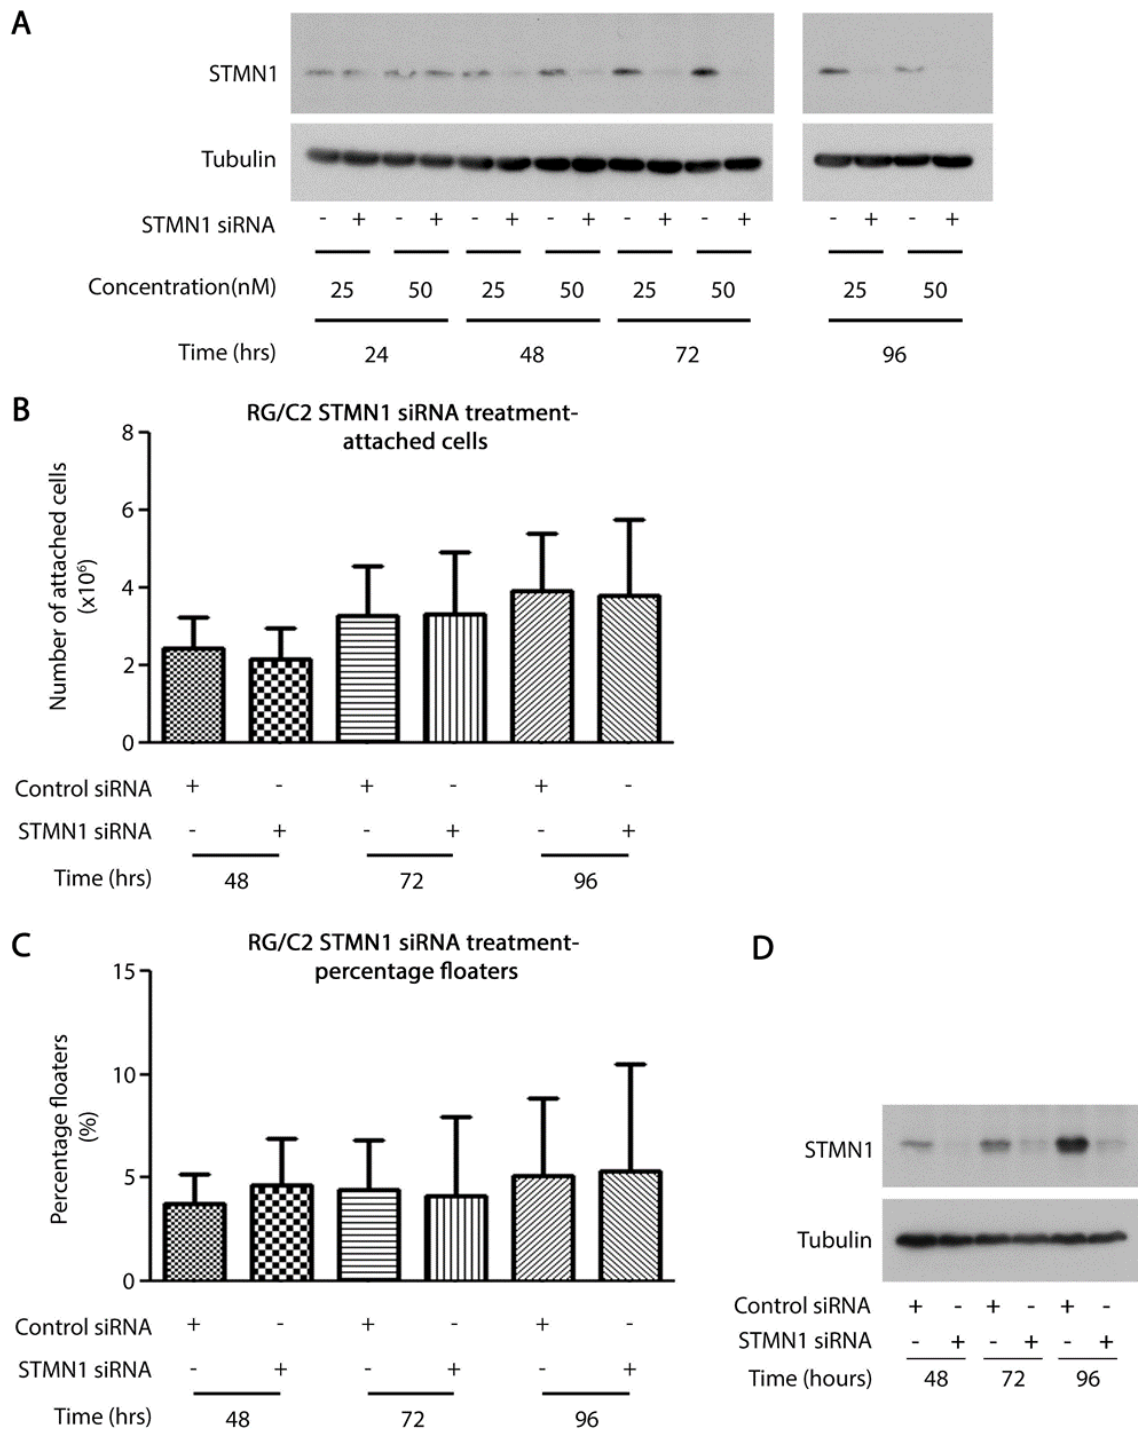 A
STMN1
Tubulin
STMN1 siRNA - + - + - + - + - + - + - + - +
Concentration(nM) 25 50 25 50 25 50 25 50
Time (hrs) 24 48 72 96
B
RG/C2 STMN1 siRNA treatment-
attached cells
Number of attached cells
(x10⁶)
8
6
4
2
0
Control siRNA + - + - + -
STMN1 siRNA - + - + - +
Time (hrs) 48 72 96
C
RG/C2 STMN1 siRNA treatment-
percentage floaters
Percentage floaters
(%)
15
10
5
0
Control siRNA + - + - + -
STMN1 siRNA - + - + - +
Time (hrs) 48 72 96
D
STMN1
Tubulin
Control siRNA + - + - + -
STMN1 siRNA - + - + - +
Time (hours) 48 72 96